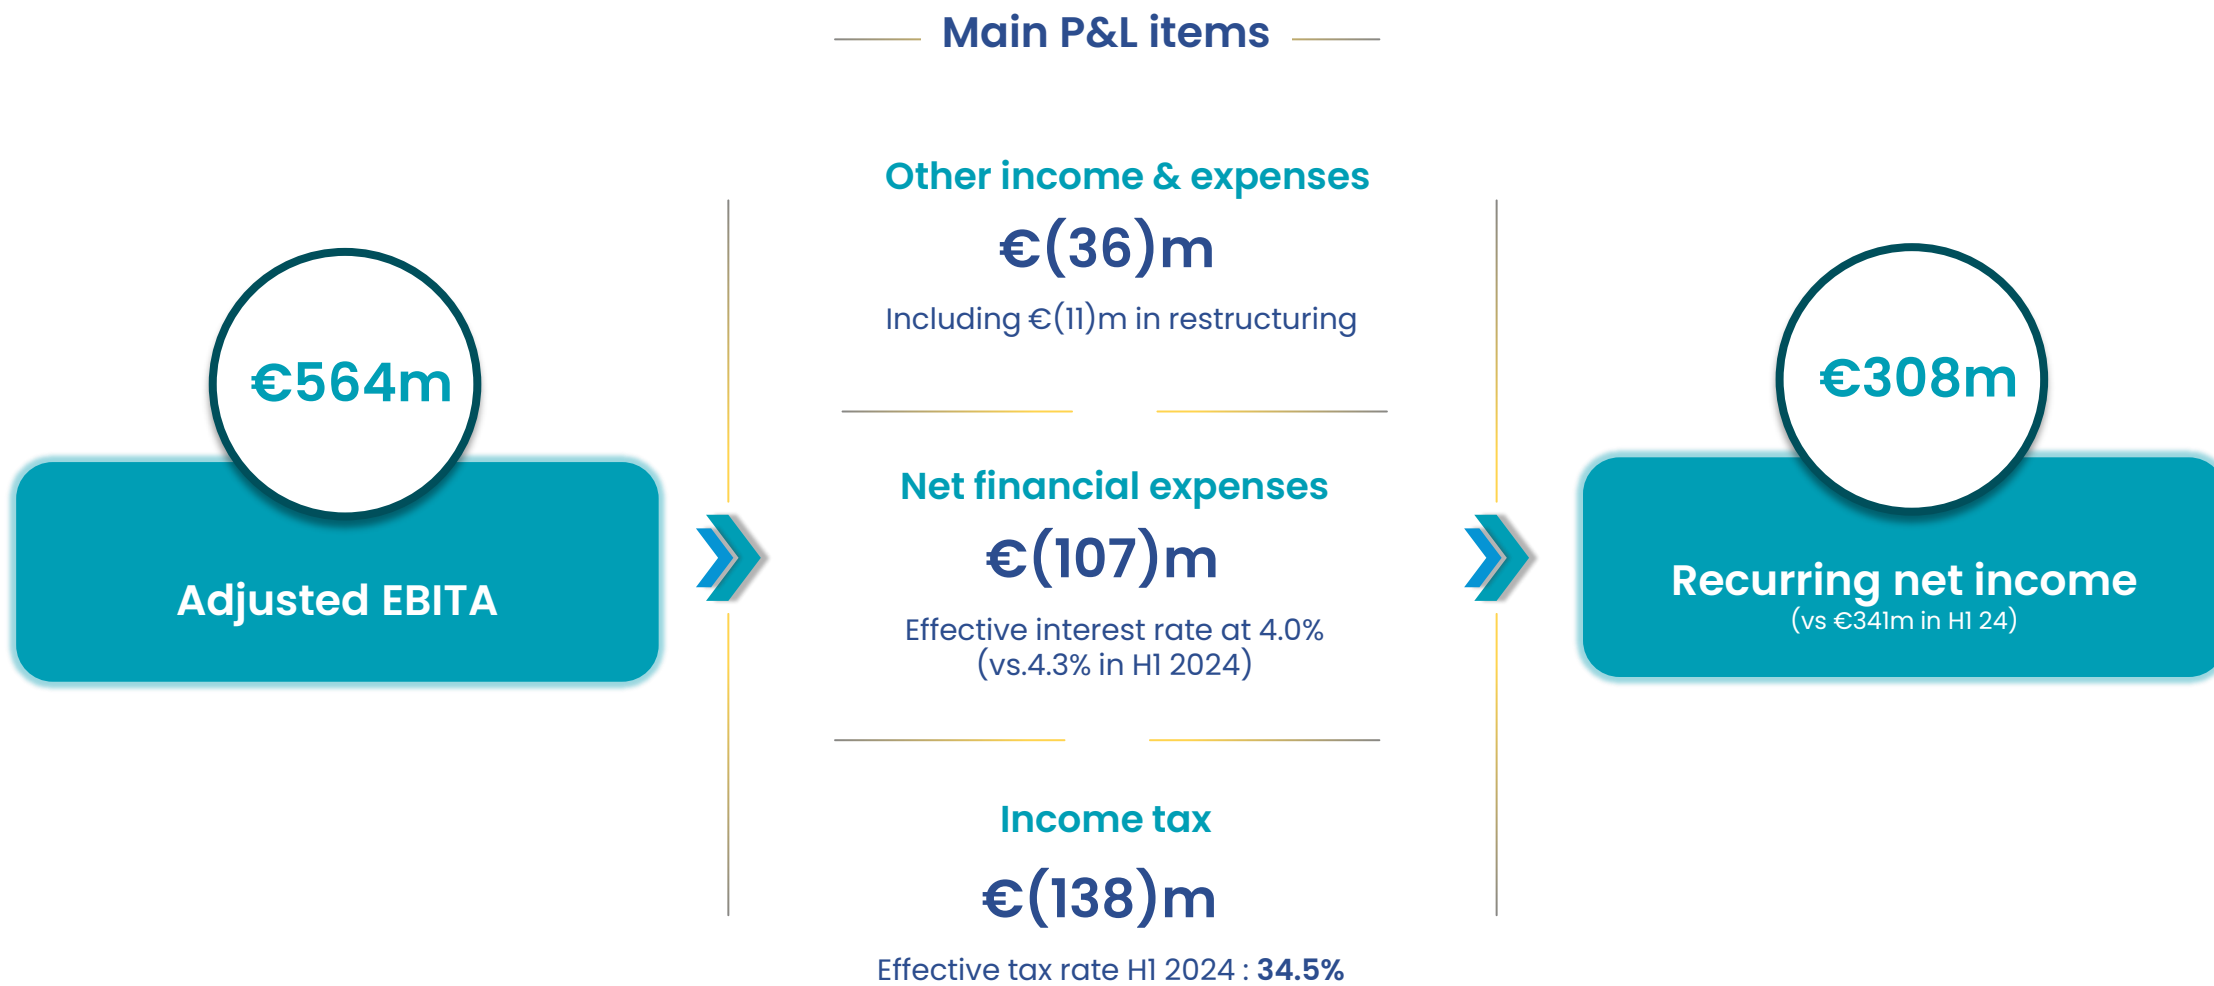 Main P&L items
€564m
Adjusted EBITA
Other income & expenses
€(36)m
Including €(11)m in restructuring
Net financial expenses
€(107)m
Effective interest rate at 4.0%
(vs.4.3% in H1 2024)
Income tax
€(138)m
Effective tax rate H1 2024 : 34.5%
€308m
Recurring net income
(vs €341m in H1 24)